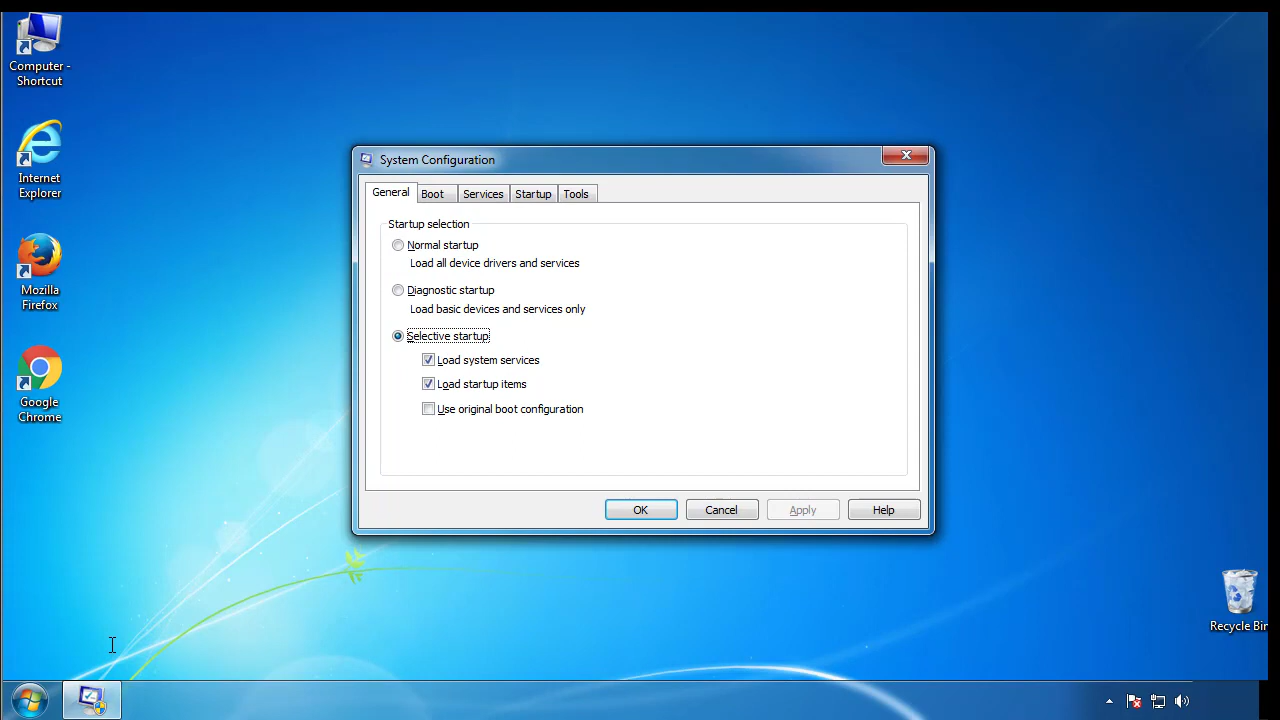 Computer -
Shortcut
Internet
Explorer
Mozilla
Firefox
Google
Chrome
System Configuration
General
Boot
Services
Startup
Tools
Startup selection
Normal startup
Load all device drivers and services
Diagnostic startup
Load basic devices and services only
Selective startup
Load system services
Load startup items
Use original boot configuration
OK
Cancel
Apply
Help
Recycle Bin